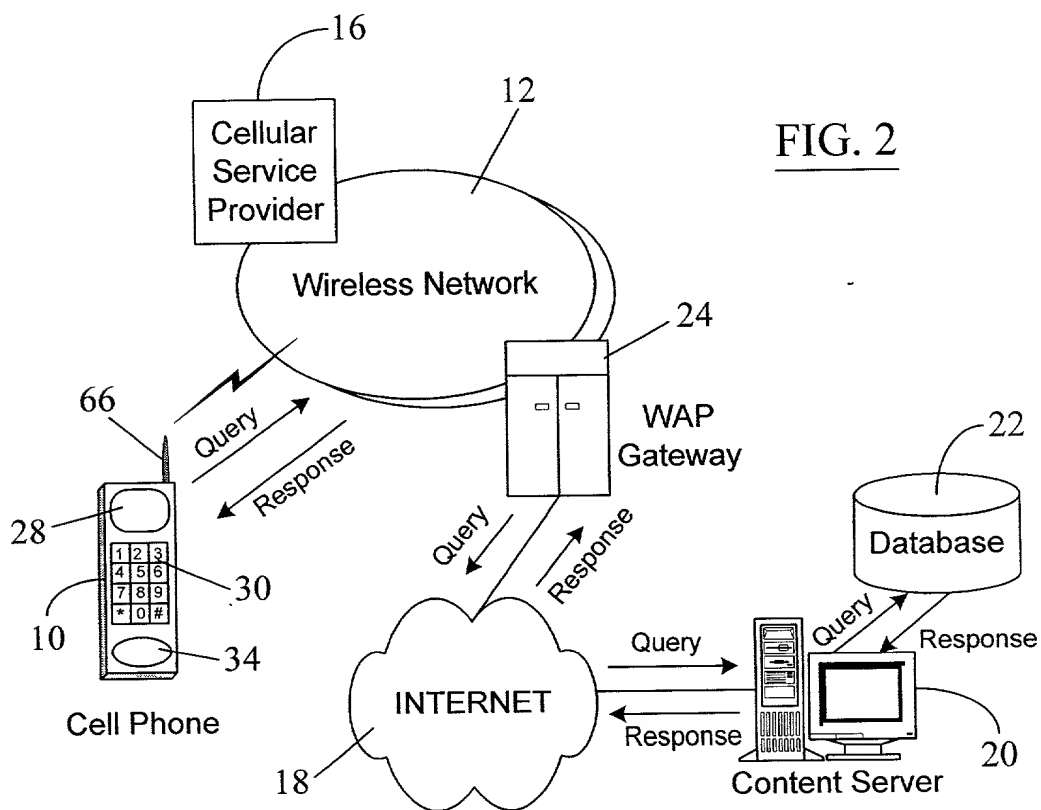 16
12
FIG. 2
Cellular
Service
Provider
Wireless Network
24
66
Query
Response
WAP
Gateway
22
28
Query
Response
Database
1 2 3
4 5 6
7 8 9
* 0 #
30
10
34
Query
Query
Response
INTERNET
Response
Cell Phone
18
Content Server
20